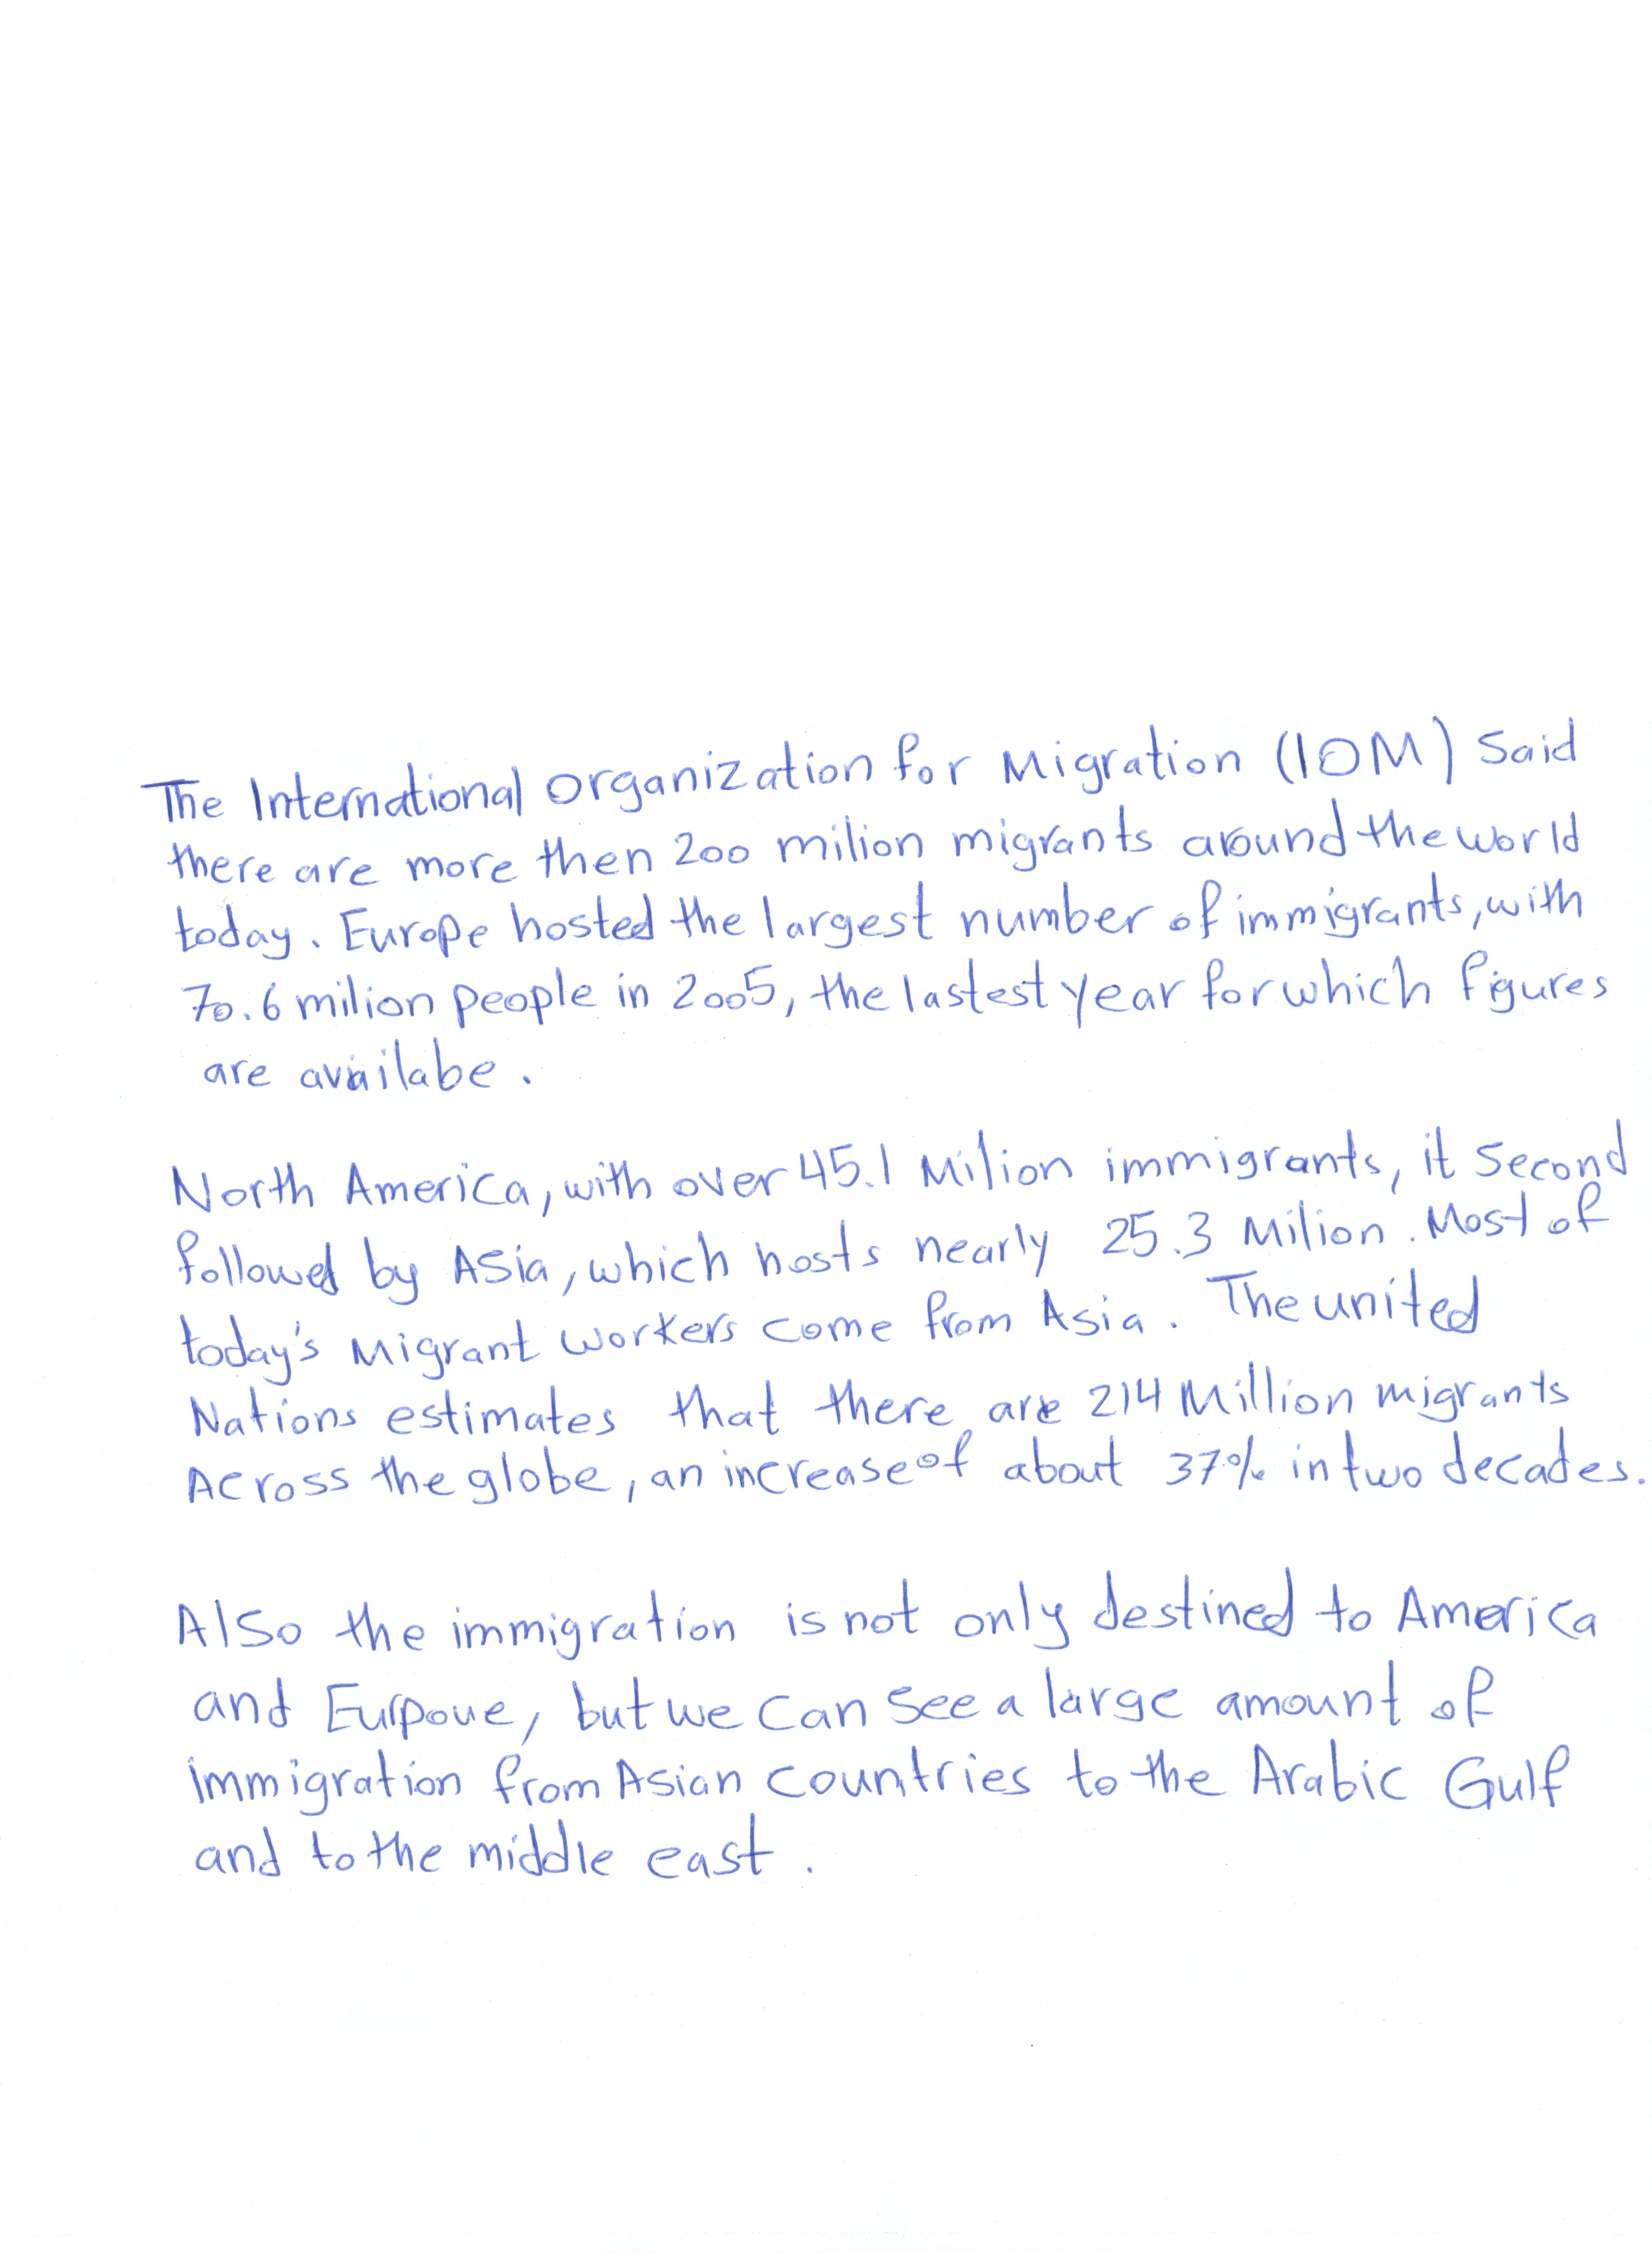 The International Organization for Migration (IOM) Said
there are more then 200 milion migrants around the world
today. Europe hosted the largest number of immigrants, with
70.6 milion people in 2005, the lastest year for which figures
are availabe.
North America, with over 45.1 Milion immigrants, it Second
followed by Asia, which hosts nearly 25.3 Milion. Most of
today's Migrant workers come from Asia. The united
Nations estimates that there are 214 Million migrants
Across the globe, an increase of about 37% in two decades.
Also the immigration is not only destined to America
and Eurpoue, but we can see a large amount of
immigration from Asian countries to the Arabic Gulf
and to the middle east.